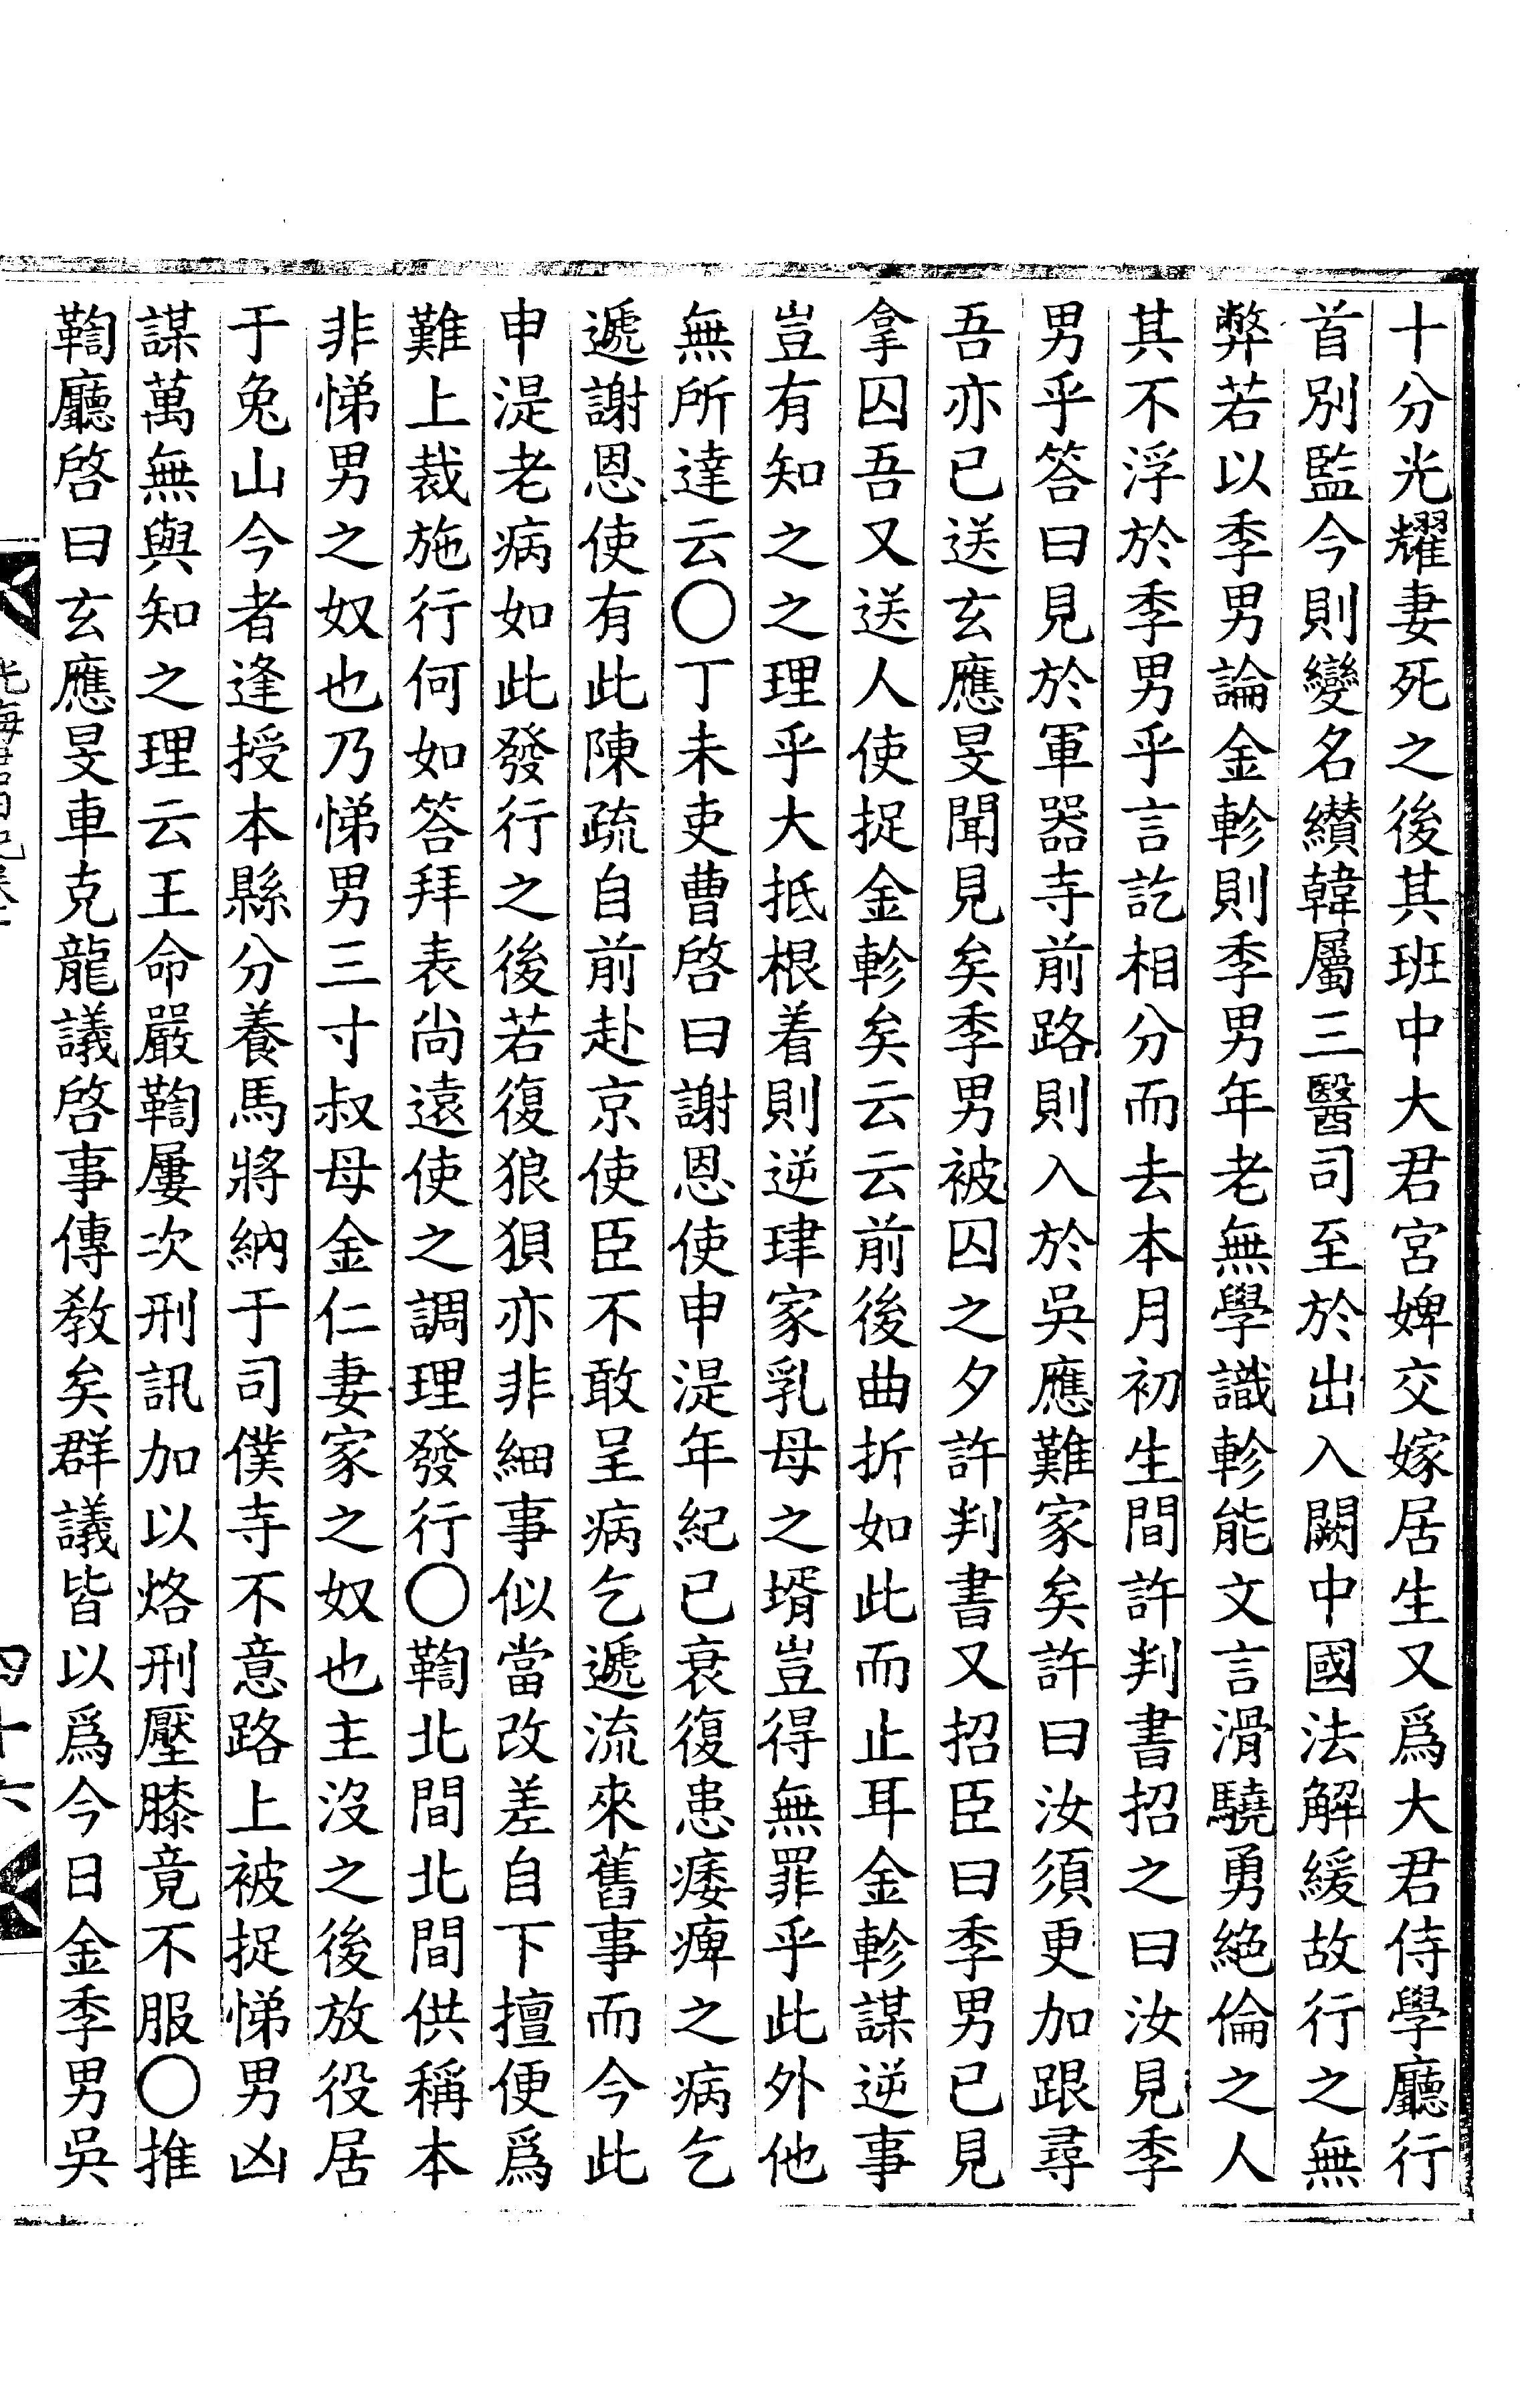 十分光耀妻死之後其班中大君宮婢交嫁居生又爲大君侍學廳行
首別監今則變名纉韓屬三醫司至於出入闕中國法解緩故行之無
弊若以季男論金軫則季男年老無學識軫能文言滑驍勇絶倫之人
其不浮於季男乎言訖相分而去本月初生間許判書招之曰汝見季
男乎答曰見於軍器寺前路則入於吳應難家矣許曰汝須更加跟尋
吾亦已送玄應旻聞見矣季男被囚之夕許判書又招臣曰季男已見
拿囚吾又送人使捉金軫矣云云前後曲折如此而止耳金軫謀逆事
豈有知之之理乎大抵根着則逆肆家乳母之壻豈得無罪乎此外他
無所達云○丁未吏曹啓曰謝恩使申湜年紀已衰復患痿痺之病乞
遞謝恩使有此陳疏自前赴京使臣不敢呈病乞遞流來舊事而今此
申湜老病如此發行之後若復狼狽亦非細事似當改差自下擅便爲
難上裁施行何如答拜表尙遠使之調理發行○鞫北間北間供稱本
非悌男之奴也乃悌男三寸叔母金仁妻家之奴也主沒之後放役居
于兔山今者逢授本縣分養馬將納于司僕寺不意路上被捉悌男凶
謀萬無與知之理云王命嚴鞫屢次刑訊加以烙刑壓膝竟不服○推
鞫廳啓曰玄應旻車克龍議啓事傳敎矣群議皆以爲今日金季男吳
四十六